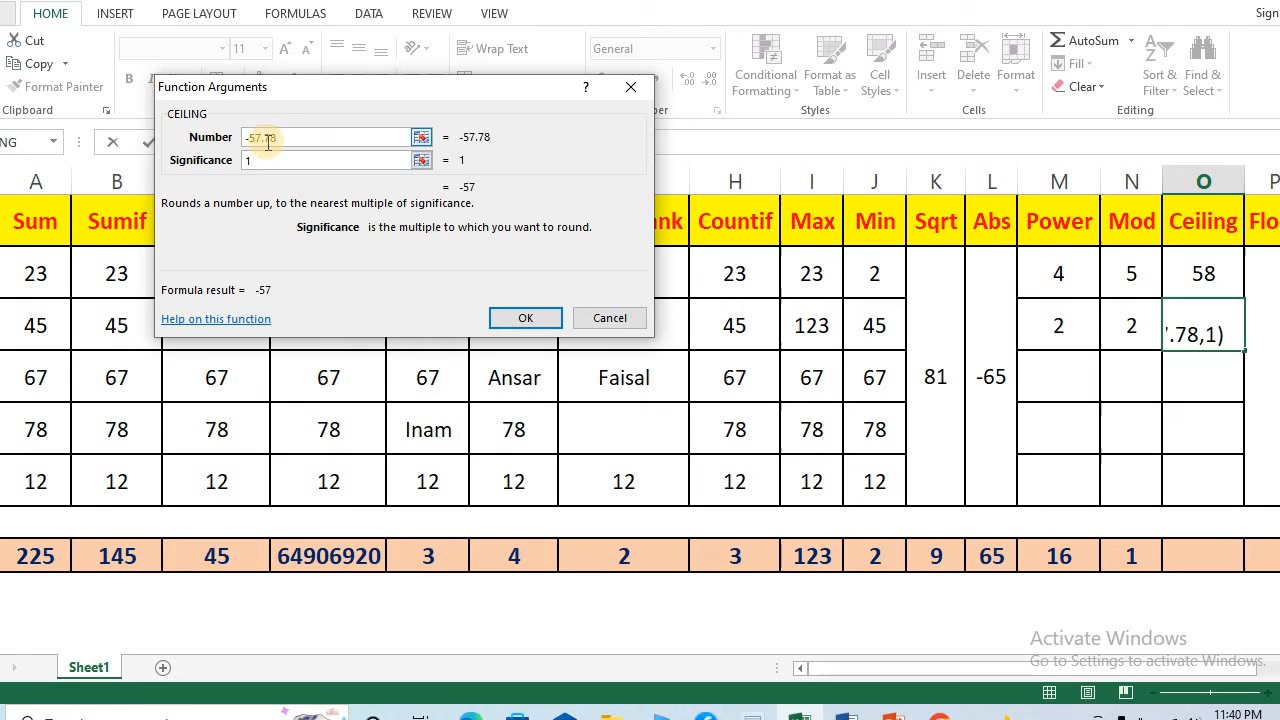 HOME INSERT PAGE LAYOUT FORMULAS DATA REVIEW VIEW Sign
Cut
Copy
Format Painter
Clipboard
11
Wrap Text
General
Conditional Formatting
Format as Table
Cell Styles
Styles
Insert Delete Format
Cells
AutoSum
Fill
Clear
Sort & Filter
Find & Select
Editing
Function Arguments
?
CEILING
Number -57.78 = -57.78
Significance 1 = 1
= -57
Rounds a number up, to the nearest multiple of significance.
Significance is the multiple to which you want to round.
Formula result = -57
Help on this function
OK Cancel
NG
A B H I J K L M N O P
Sum Sumif nk Countif Max Min Sqrt Abs Power Mod Ceiling Flo
23 23 23 23 2 4 5 58
45 45 45 123 45 2 2 .78,1)
67 67 67 67 67 Ansar Faisal 67 67 67 81 -65
78 78 78 78 Inam 78 78 78 78
12 12 12 12 12 12 12 12 12 12
225 145 45 64906920 3 4 2 3 123 2 9 65 16 1
Activate Windows
Go to Settings to activate Windows.
Sheet1
11:40 PM